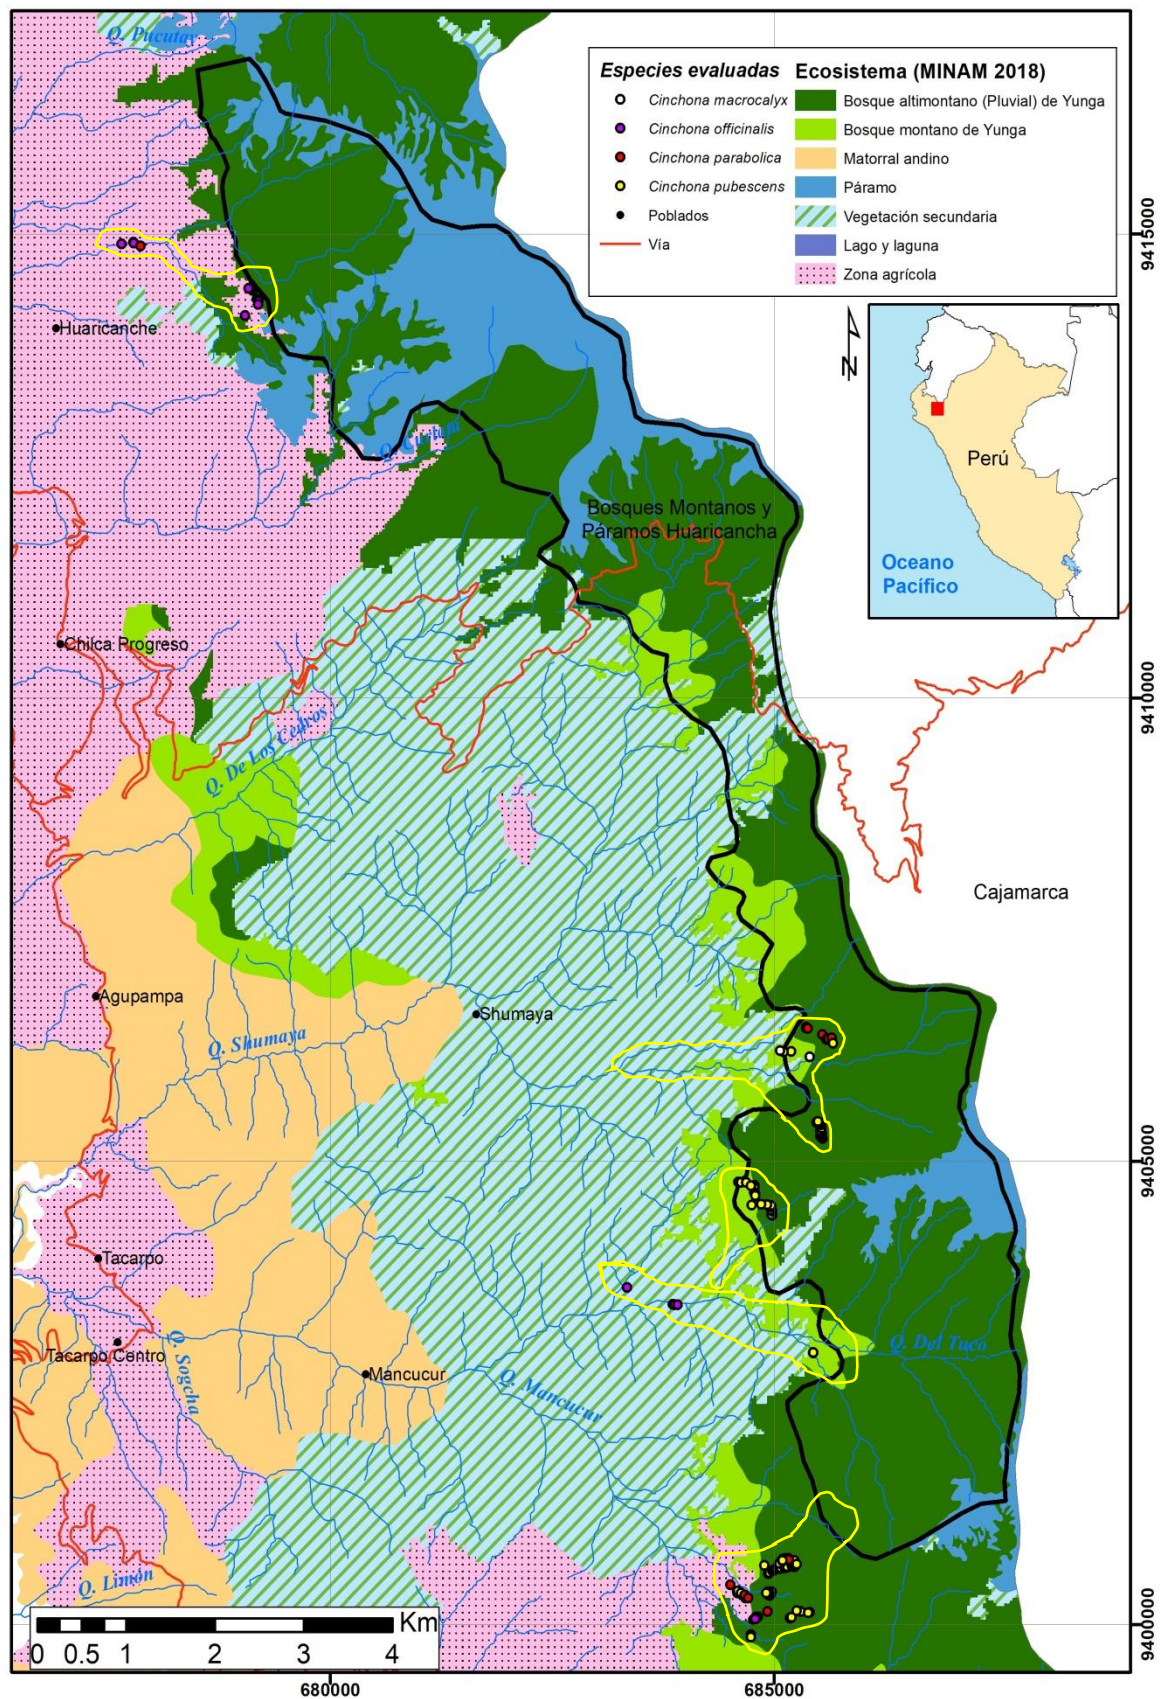 Q. Pucutay
Especies evaluadas
Cinchona macrocalyx
Cinchona officinalis
Cinchona parabolica
Cinchona pubescens
Poblados
Vía
Ecosistema (MINAM 2018)
Bosque altimontano (Pluvial) de Yunga
Bosque montano de Yunga
Matorral andino
Páramo
Vegetación secundaria
Lago y laguna
Zona agrícola
9415000
Huaricanche
N
Perú
Oceano
Pacífico
Bosques Montanos y
Páramos Huaricancha
Chilca Progreso
9410000
Q. De Los Cedros
Cajamarca
Agupampa
Shumaya
Q. Shumaya
9405000
Tacarpo
Tacarpo Centro
Q. Sogcha
Mancucur
Q. Mancucur
Q. Del Tuco
Q. Limón
9400000
Km
0 0.5 1 2 3 4
680000
685000